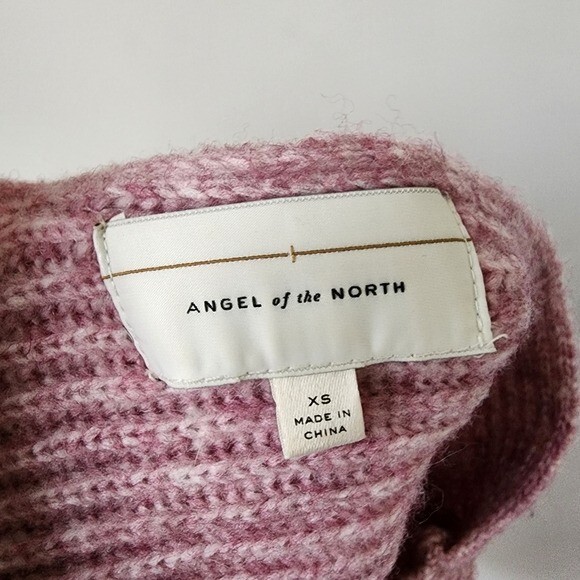 ANGEL of the NORTH
XS
MADE IN
CHINA